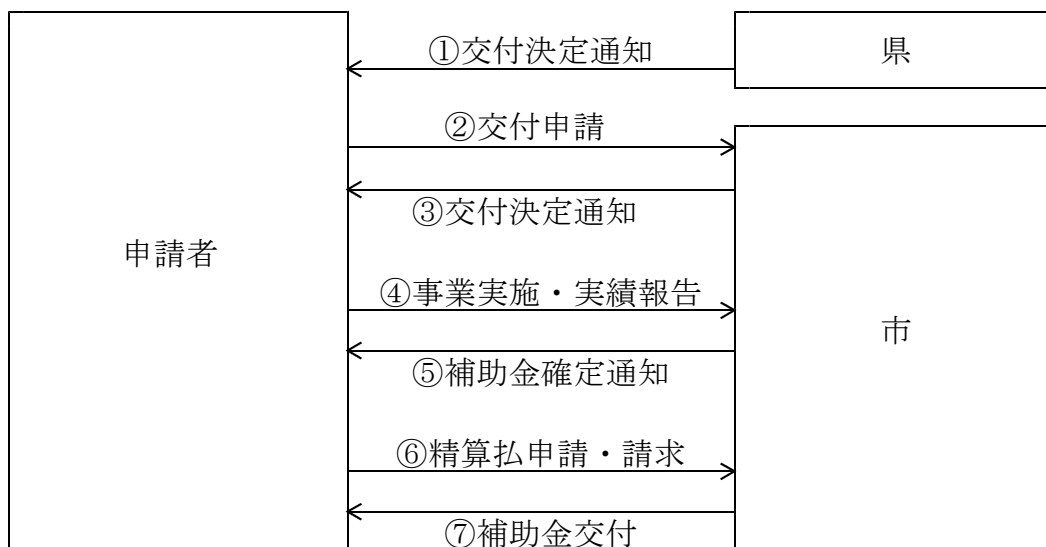 ①交付決定通知
県
②交付申請
③交付決定通知
申請者
④事業実施・実績報告
市
⑤補助金確定通知
⑥精算払申請・請求
⑦補助金交付